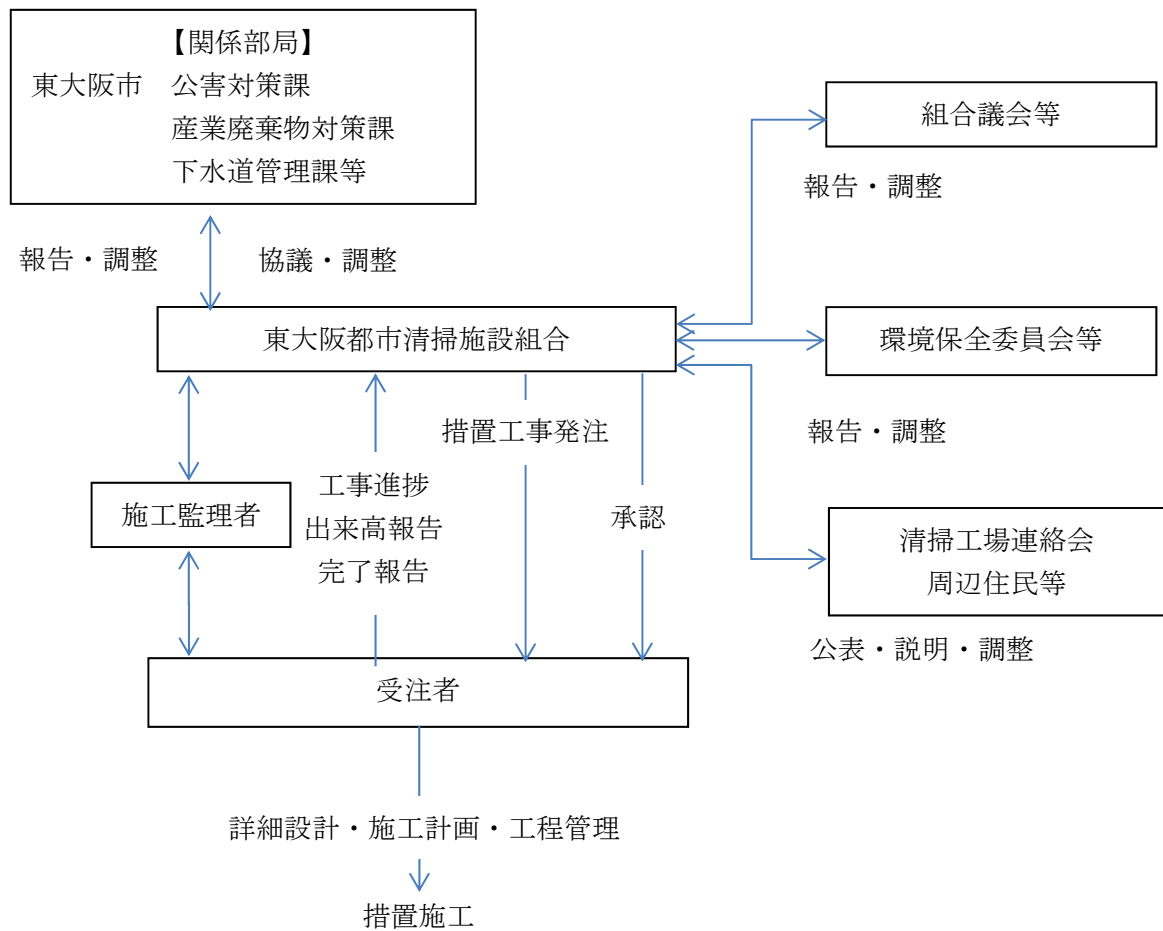 【関係部局】
東大阪市 公害対策課
産業廃棄物対策課
下水道管理課等
組合議会等
報告・調整
報告・調整 協議・調整
東大阪都市清掃施設組合
環境保全委員会等
報告・調整
措置工事発注
施工監理者
工事進捗
出来高報告
完了報告
承認
清掃工場連絡会
周辺住民等
公表・説明・調整
受注者
詳細設計・施工計画・工程管理
措置施工